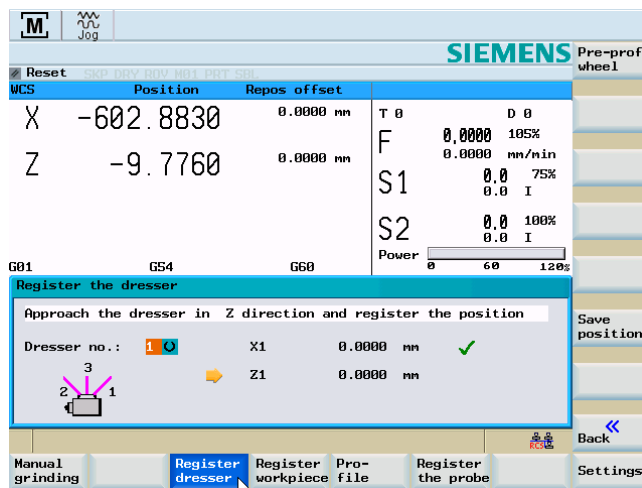 M
Jog
SIEMENS
Pre-prof
wheel
Reset SKP DRY ROV M01 PRT SBL
WCS Position Repos offset
X -602.8830 0.0000 mm
Z -9.7760 0.0000 mm
T 0 D 0
F 0.0000 105%
0.0000 mm/min
S1 0.0 75%
0.0 I
S2 0.0 100%
0.0 I
Power
0 60 120%
G01 G54 G60
Register the dresser
Approach the dresser in Z direction and register the position
Dresser no.: 1 X1 0.0000 mm
Z1 0.0000 mm
3
2 1
Save
position
RCS
Back
Manual
grinding
Register
dresser
Register
workpiece
Pro-
file
Register
the probe
Settings